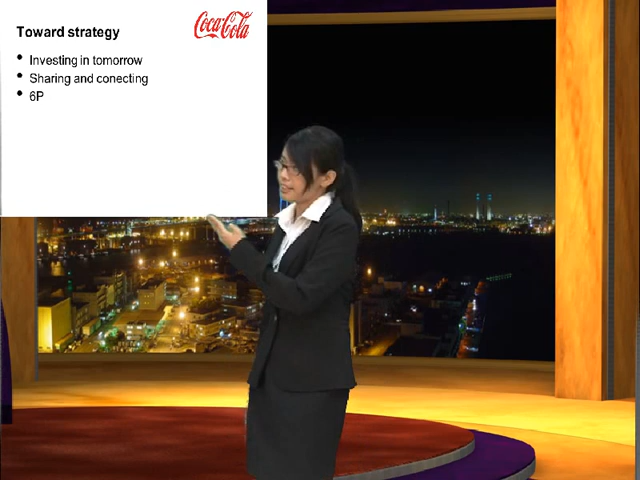 Coca-Cola
Toward strategy
Investing in tomorrow
Sharing and conecting
6P